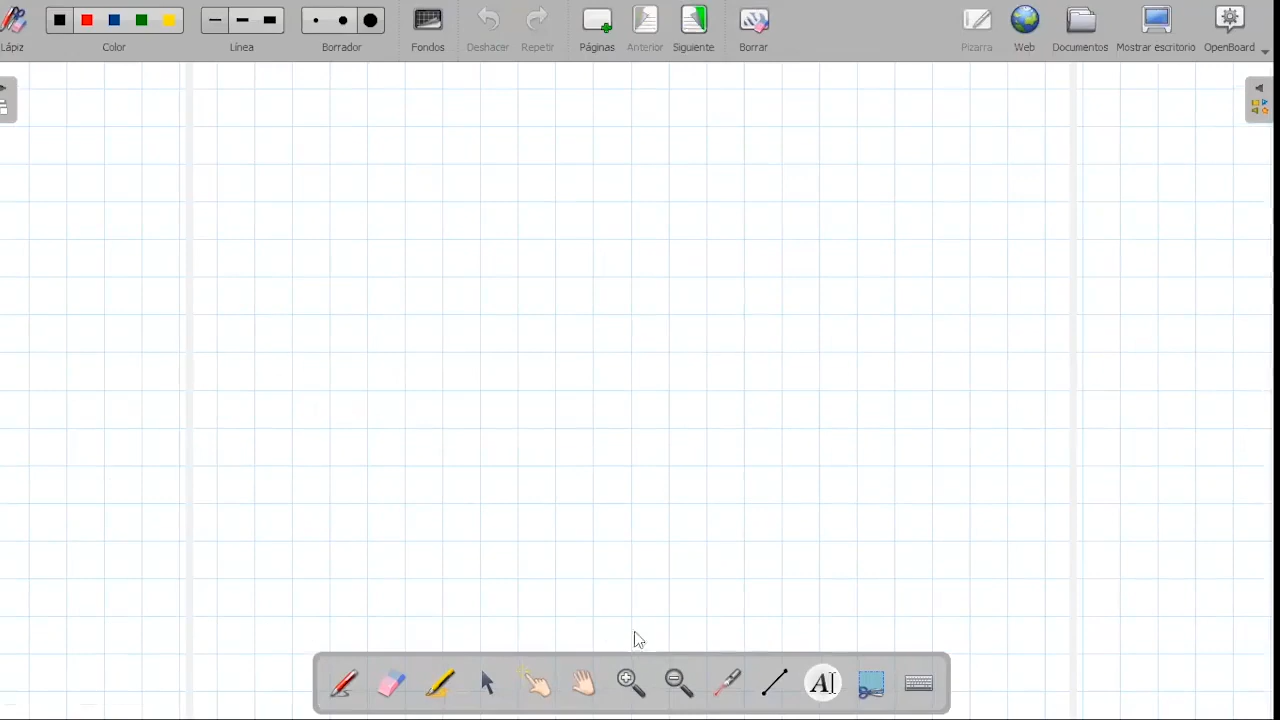 Lápiz Color Línea Borrador Fondos Deshacer Repetir Páginas Anterior Siguiente Borrar Pizarra Web Documentos Mostrar escritorio OpenBoard
A